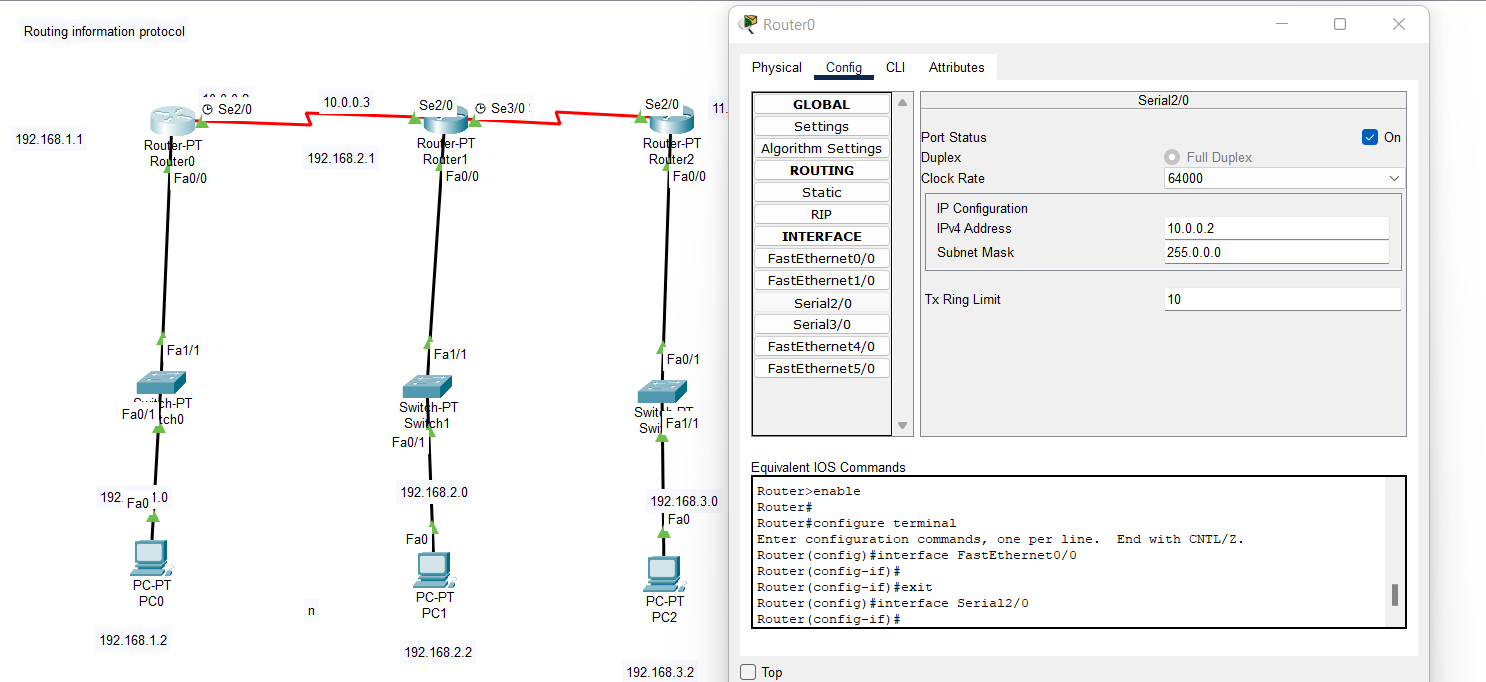 Routing information protocol
Se2/0
10.0.0.3
Se2/0
Se3/0
Se2/0
11.
192.168.1.1
192.168.2.1
Router-PT
Router0
Fa0/0
Router-PT
Router1
Fa0/0
Router-PT
Router2
Fa0/0
Fa1/1
Fa1/1
Fa0/1
Fa0/1
Switch-PT
Switch1
Fa0/1
Fa1/1
192.
1.0
Fa0
192.168.2.0
192.168.3.0
Fa0
Fa0
PC-PT
PC0
PC-PT
PC1
PC-PT
PC2
n
192.168.1.2
192.168.2.2
192.168.3.2
Router0
Physical
Config
CLI
Attributes
GLOBAL
Settings
Algorithm Settings
ROUTING
Static
RIP
INTERFACE
FastEthernet0/0
FastEthernet1/0
Serial2/0
Serial3/0
FastEthernet4/0
FastEthernet5/0
Serial2/0
Port Status On
Duplex Full Duplex
Clock Rate 64000
IP Configuration
IPv4 Address 10.0.0.2
Subnet Mask 255.0.0.0
Tx Ring Limit 10
Equivalent IOS Commands
Router>enable
Router#
Router#configure terminal
Enter configuration commands, one per line. End with CNTL/Z.
Router(config)#interface FastEthernet0/0
Router(config-if)#
Router(config-if)#exit
Router(config)#interface Serial2/0
Router(config-if)#
Top